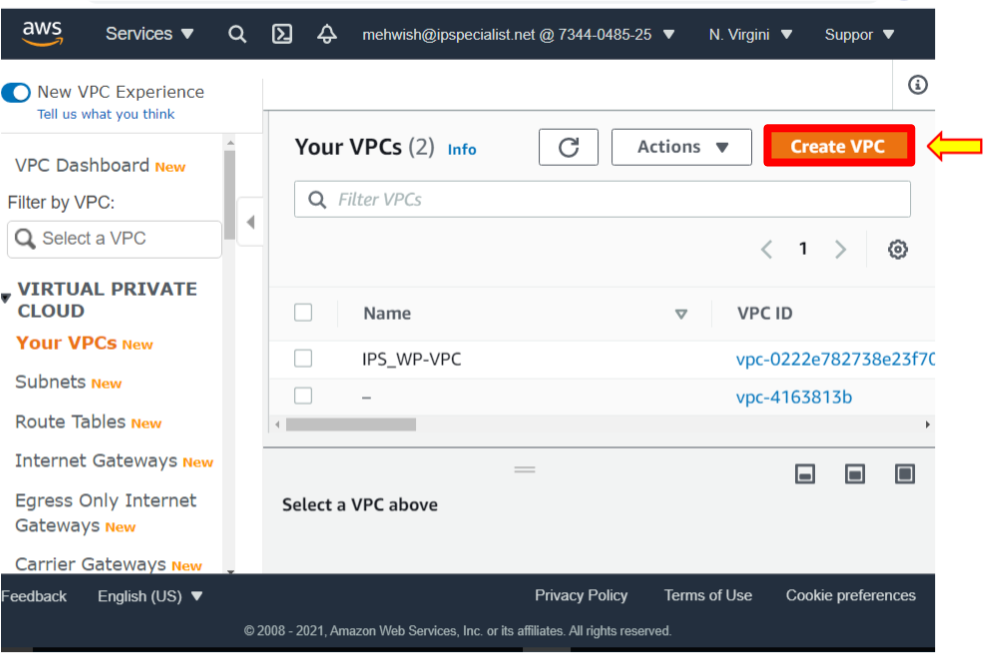 aws
Services
mehwish@ipspecialist.net @ 7344-0485-25
N. Virgini
Suppor
New VPC Experience
Tell us what you think
VPC Dashboard New
Filter by VPC:
Select a VPC
VIRTUAL PRIVATE
CLOUD
Your VPCs New
Subnets New
Route Tables New
Internet Gateways New
Egress Only Internet
Gateways New
Carrier Gateways New
Your VPCs (2) Info
Actions
Create VPC
Filter VPCs
1
Name
VPC ID
IPS_WP-VPC
vpc-0222e782738e23f70
–
vpc-4163813b
Select a VPC above
Feedback
English (US)
Privacy Policy
Terms of Use
Cookie preferences
© 2008 - 2021, Amazon Web Services, Inc. or its affiliates. All rights reserved.